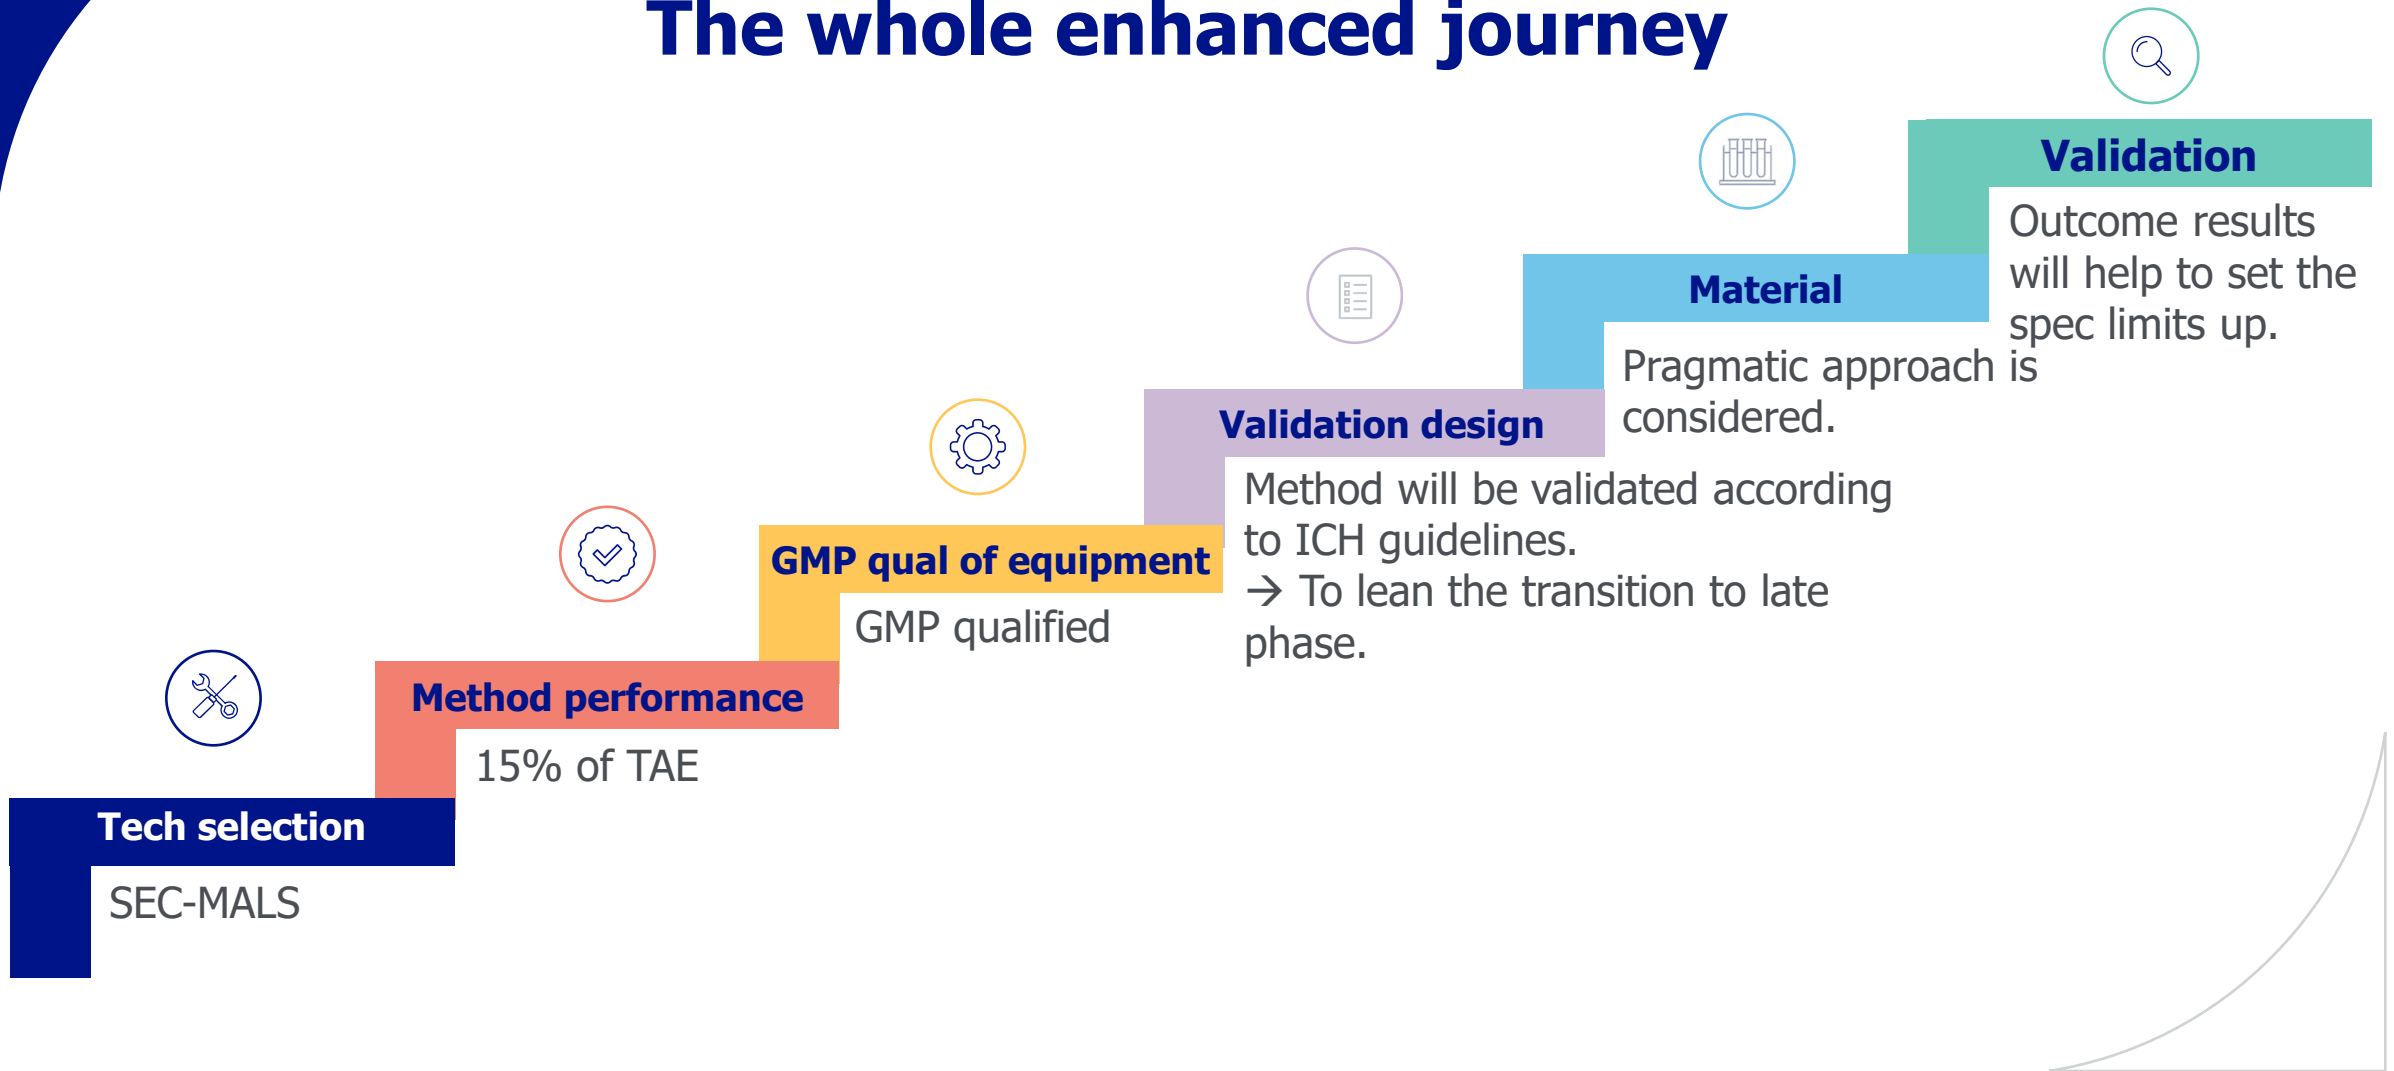 The whole enhanced journey
Tech selection
SEC-MALS
Method performance
15% of TAE
GMP qual of equipment
GMP qualified
Validation design
Method will be validated according
to ICH guidelines.
→ To lean the transition to late
phase.
Material
Pragmatic approach is
considered.
Validation
Outcome results
will help to set the
spec limits up.